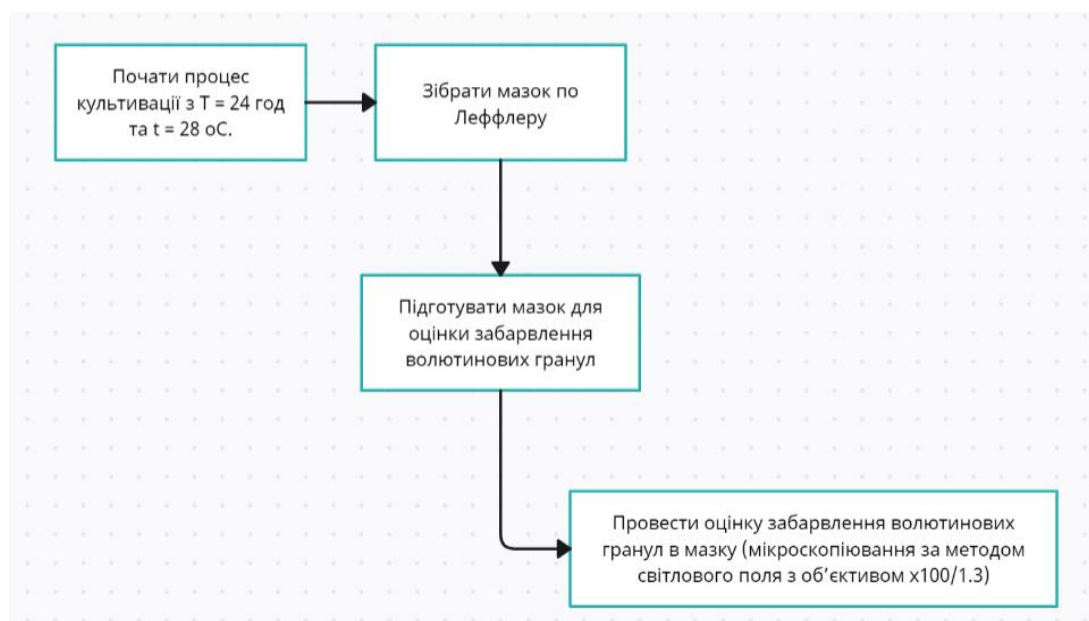 Почати процес
культивації з T = 24 год
та t = 28 оС.
Зібрати мазок по
Леффлеру
Підготувати мазок для
оцінки забарвлення
волютинових гранул
Провести оцінку забарвлення волютинових
гранул в мазку (мікроскопіювання за методом
світлового поля з об’єктивом х100/1.3)